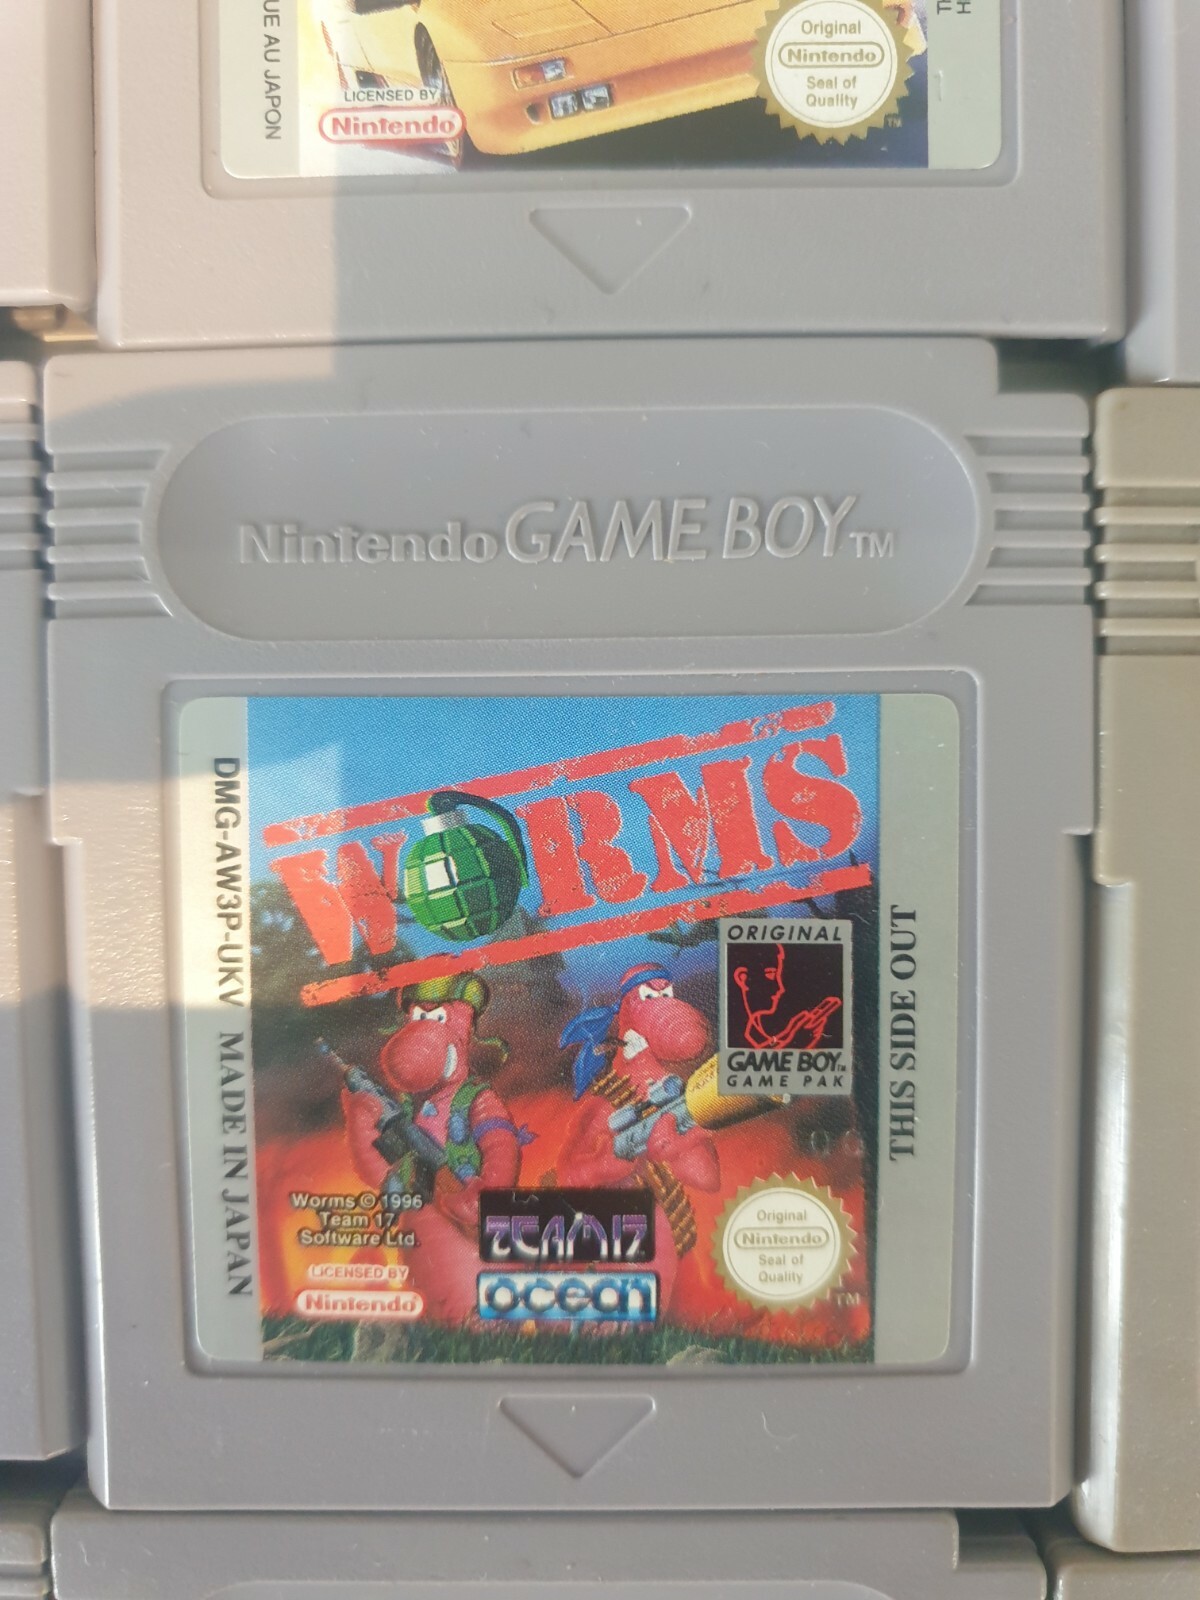 UE AU JAPON
LICENSED BY
Nintendo
Original
Nintendo
Seal of
Quality
TM
Nintendo GAME BOY TM
DMG-AW3P-UKV MADE IN JAPAN
WORMS
ORIGINAL
GAME BOY TM
GAME PAK
THIS SIDE OUT
Worms © 1996
Team 17
Software Ltd.
LICENSED BY
Nintendo
TEAM17
ocean
Original
Nintendo
Seal of
Quality
TM